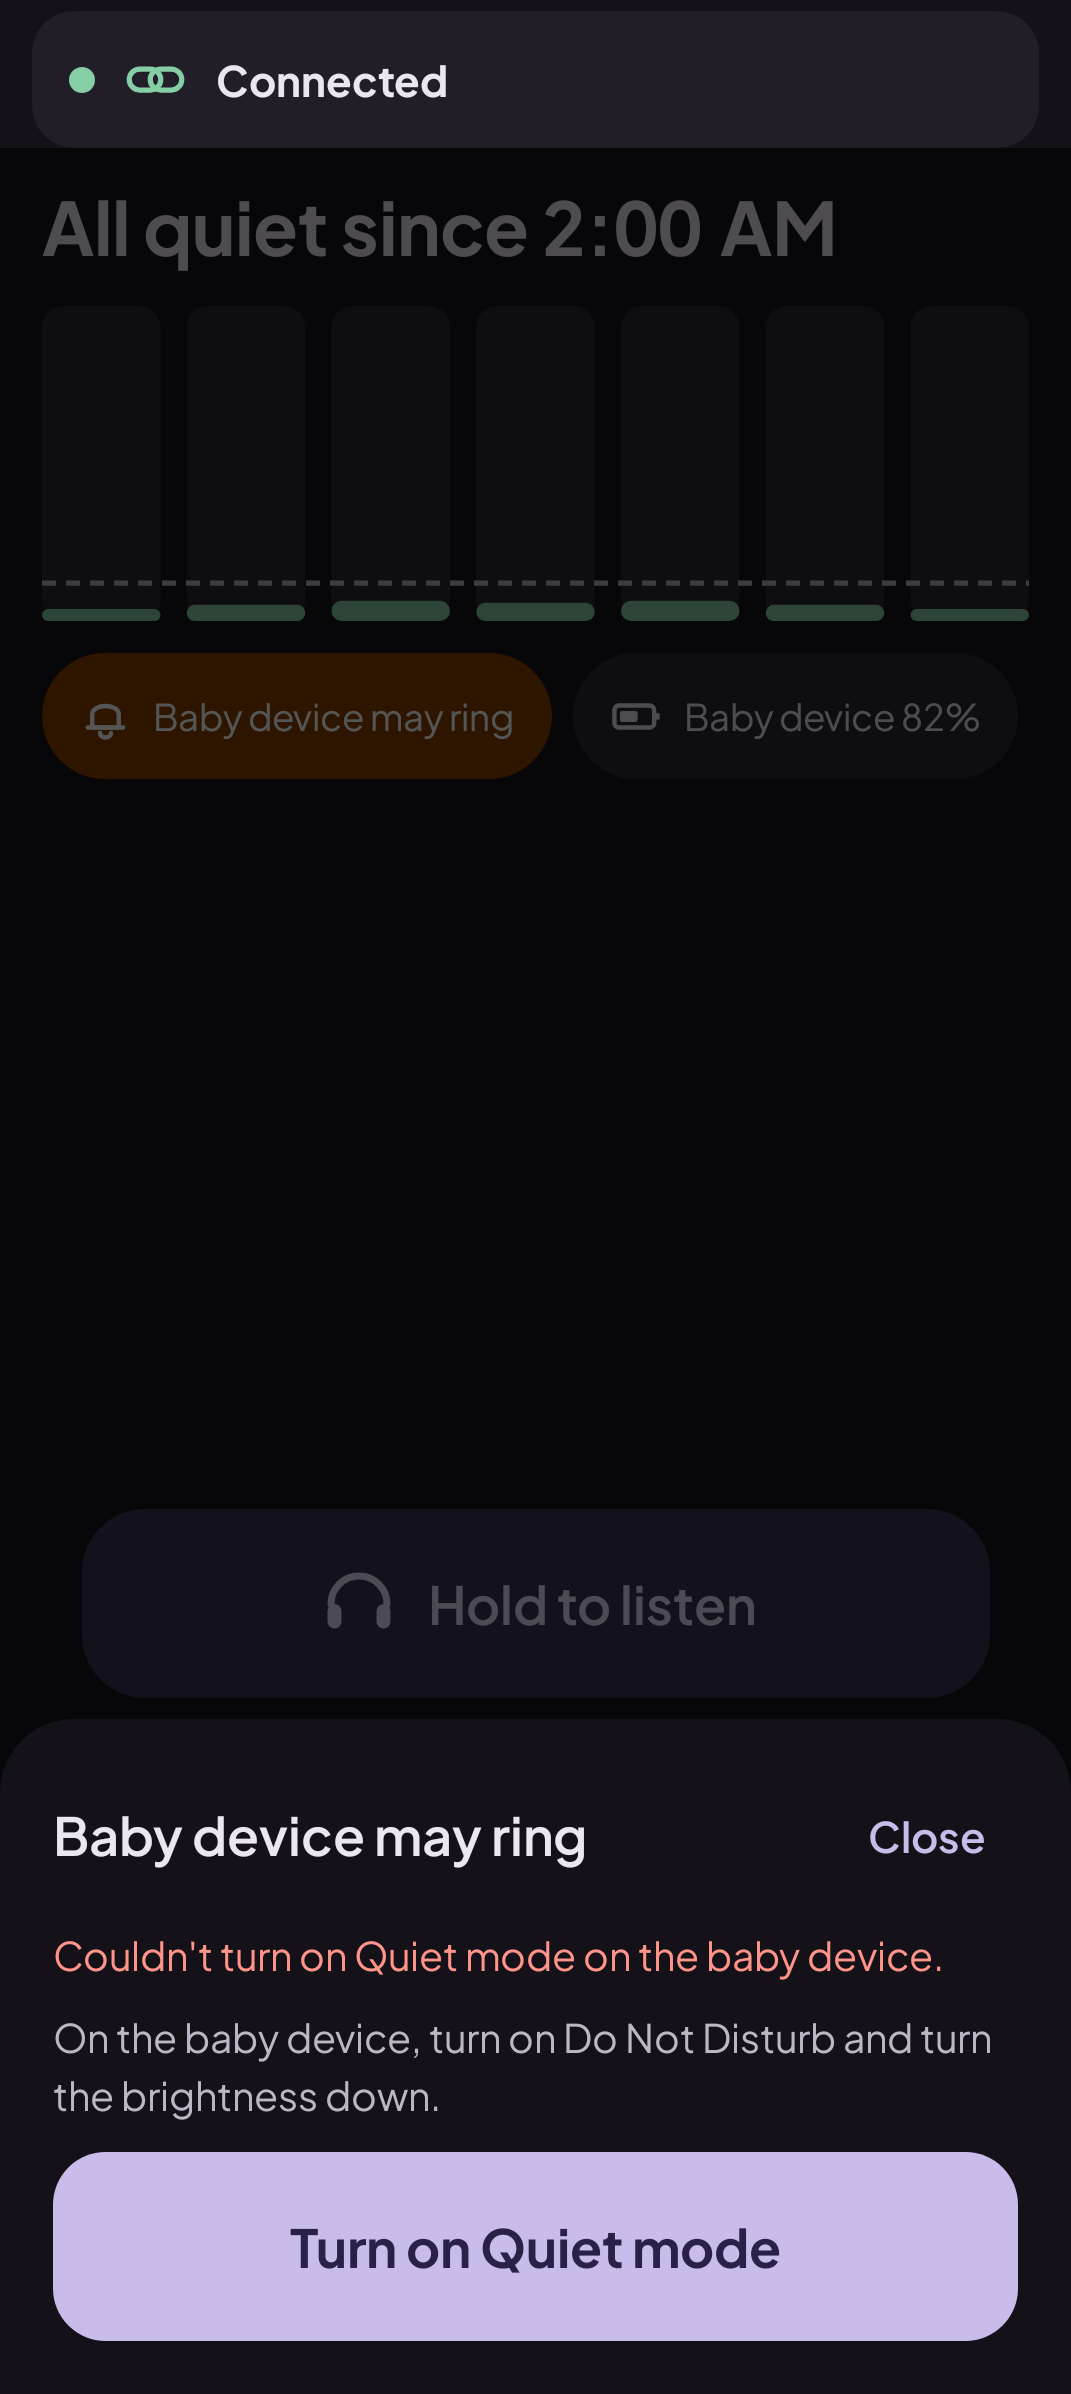 Connected
All quiet since 2:00 AM
Baby device may ring
Baby device 82%
Hold to listen
Baby device may ring
Close
Couldn't turn on Quiet mode on the baby device.
On the baby device, turn on Do Not Disturb and turn
the brightness down.
Turn on Quiet mode